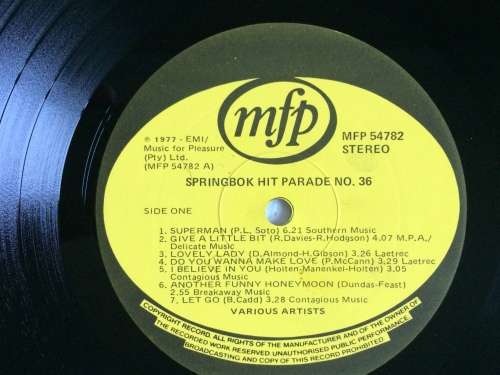 mfp
℗ 1977 - EMI/
Music for Pleasure
(Pty) Ltd.
(MFP 54782 A)
MFP 54782
STEREO
SPRINGBOK HIT PARADE NO. 36
SIDE ONE
1. SUPERMAN (P.L. Soto) 6.21 Southern Music
2. GIVE A LITTLE BIT (R.Davies-R.Hodgson) 4.07 M.P.A./
Delicate Music
3. LOVELY LADY (D.Almond-H.Gibson) 3.26 Laetrec
4. DO YOU WANNA MAKE LOVE (P.McCann) 3,29 Laetrec
5. I BELIEVE IN YOU (Holten-Manenkel-Holten) 3.05
Contagious Music
6. ANOTHER FUNNY HONEYMOON (Dundas-Feast)
2,55 Breakaway Music
7, LET GO (B.Cadd) 3.28 Contagious Music
VARIOUS ARTISTS
COPYRIGHT RECORD. ALL RIGHTS OF THE MANUFACTURER AND OF THE OWNER OF
THE RECORDED WORK RESERVED UNAUTHORISED PUBLIC PERFORMANCE
BROADCASTING AND COPY OF THIS RECORD PROHIBITED